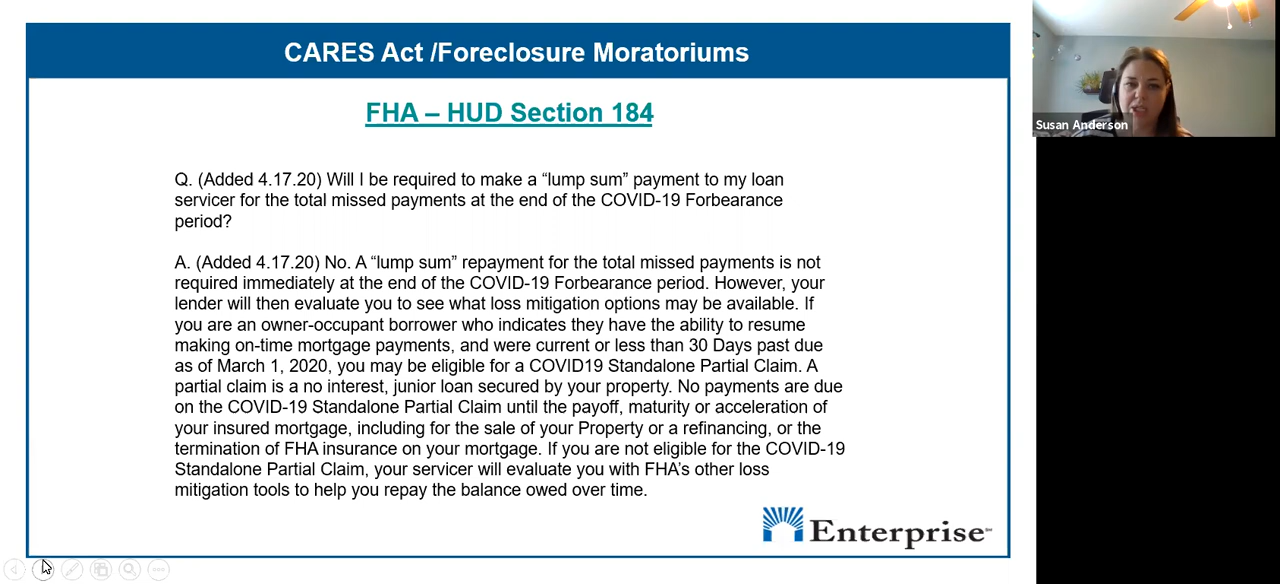 CARES Act /Foreclosure Moratoriums
FHA – HUD Section 184
Q. (Added 4.17.20) Will I be required to make a “lump sum” payment to my loan
servicer for the total missed payments at the end of the COVID-19 Forbearance
period?
A. (Added 4.17.20) No. A “lump sum” repayment for the total missed payments is not
required immediately at the end of the COVID-19 Forbearance period. However, your
lender will then evaluate you to see what loss mitigation options may be available. If
you are an owner-occupant borrower who indicates they have the ability to resume
making on-time mortgage payments, and were current or less than 30 Days past due
as of March 1, 2020, you may be eligible for a COVID19 Standalone Partial Claim. A
partial claim is a no interest, junior loan secured by your property. No payments are due
on the COVID-19 Standalone Partial Claim until the payoff, maturity or acceleration of
your insured mortgage, including for the sale of your Property or a refinancing, or the
termination of FHA insurance on your mortgage. If you are not eligible for the COVID-19
Standalone Partial Claim, your servicer will evaluate you with FHA’s other loss
mitigation tools to help you repay the balance owed over time.
Enterprise
Susan Anderson